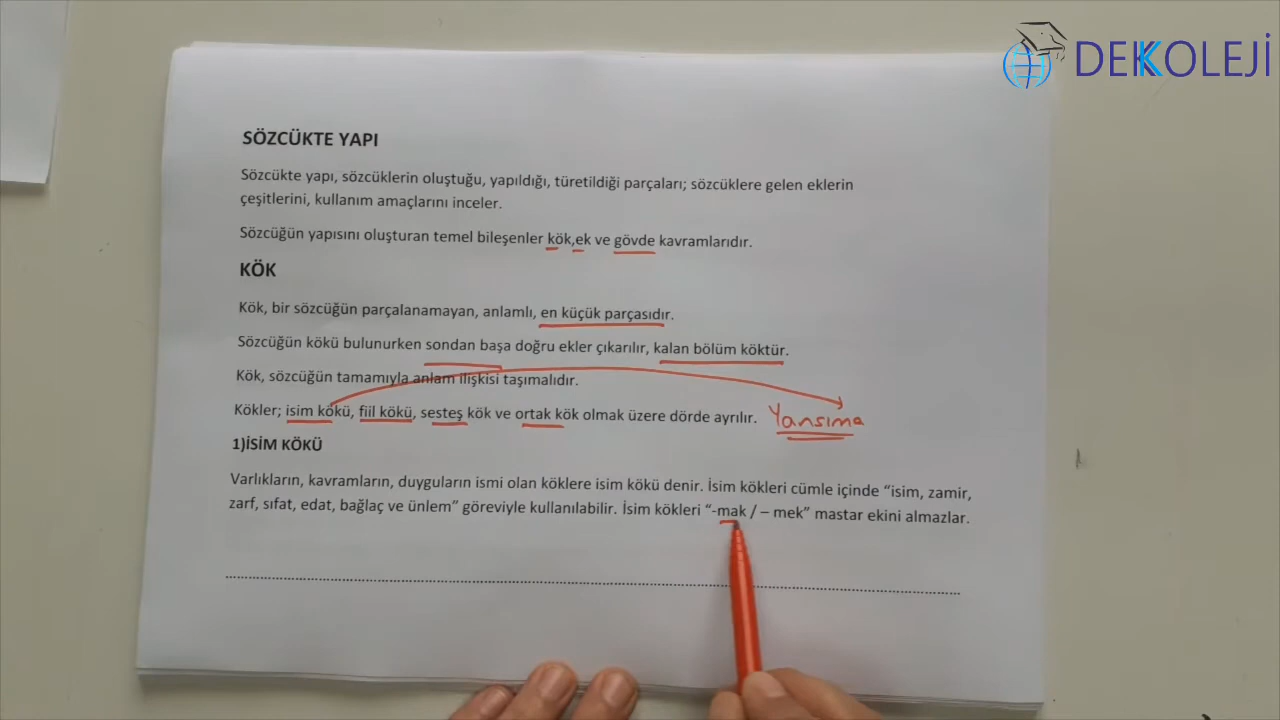 DEKKOLEJİ
SÖZCÜKTE YAPI
Sözcükte yapı, sözcüklerin oluştuğu, yapıldığı, türetildiği parçaları; sözcüklere gelen eklerin
çeşitlerini, kullanım amaçlarını inceler.
Sözcüğün yapısını oluşturan temel bileşenler kök,ek ve gövde kavramlarıdır.
KÖK
Kök, bir sözcüğün parçalanamayan, anlamlı, en küçük parçasıdır.
Sözcüğün kökü bulunurken sondan başa doğru ekler çıkarılır, kalan bölüm köktür.
Kök, sözcüğün tamamıyla anlam ilişkisi taşımalıdır.
Kökler; isim kökü, fiil kökü, sesteş kök ve ortak kök olmak üzere dörde ayrılır. Yansıma
1)İSİM KÖKÜ
Varlıkların, kavramların, duyguların ismi olan köklere isim kökü denir. İsim kökleri cümle içinde “isim, zamir,
zarf, sıfat, edat, bağlaç ve ünlem” göreviyle kullanılabilir. İsim kökleri “-mak / – mek” mastar ekini almazlar.